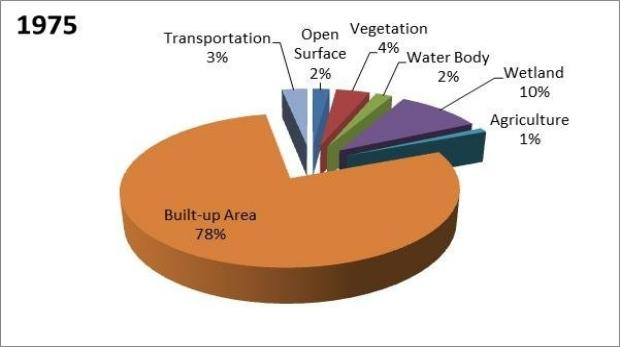 1975
Transportation
3%
Open
Surface
2%
Vegetation
4%
Water Body
2%
Wetland
10%
Agriculture
1%
Built-up Area
78%